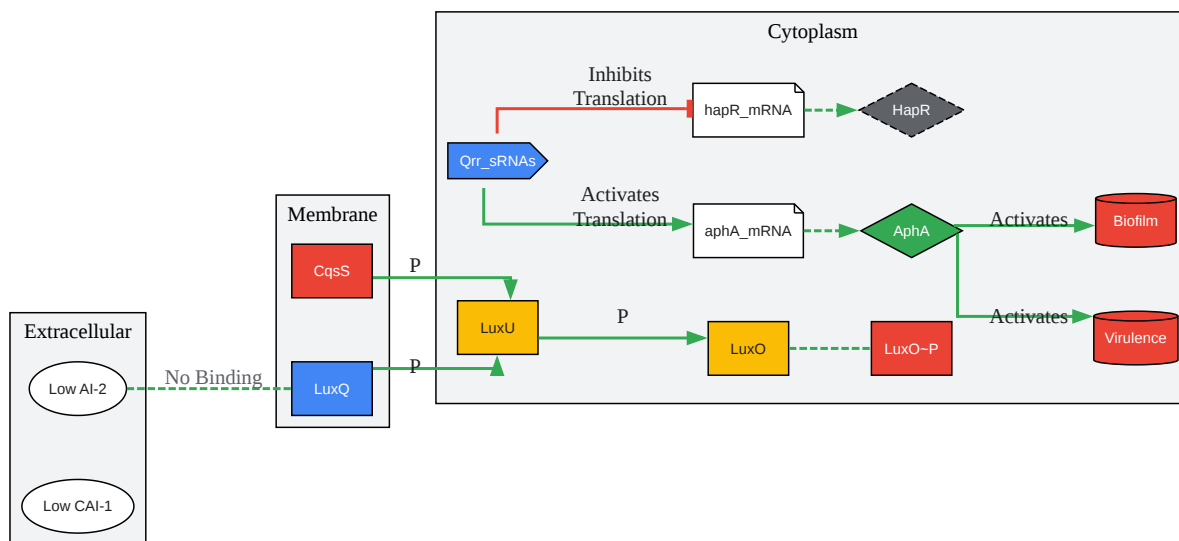 Cytoplasm
Inhibits
Translation
hapR_mRNA
HapR
Qrr_sRNAs
Activates
Translation
aphA_mRNA
AphA
Activates
Biofilm
Membrane
CqsS
P
LuxU
P
LuxO
LuxO~P
Activates
Virulence
Extracellular
Low AI-2
No Binding
LuxQ
P
Low CAI-1